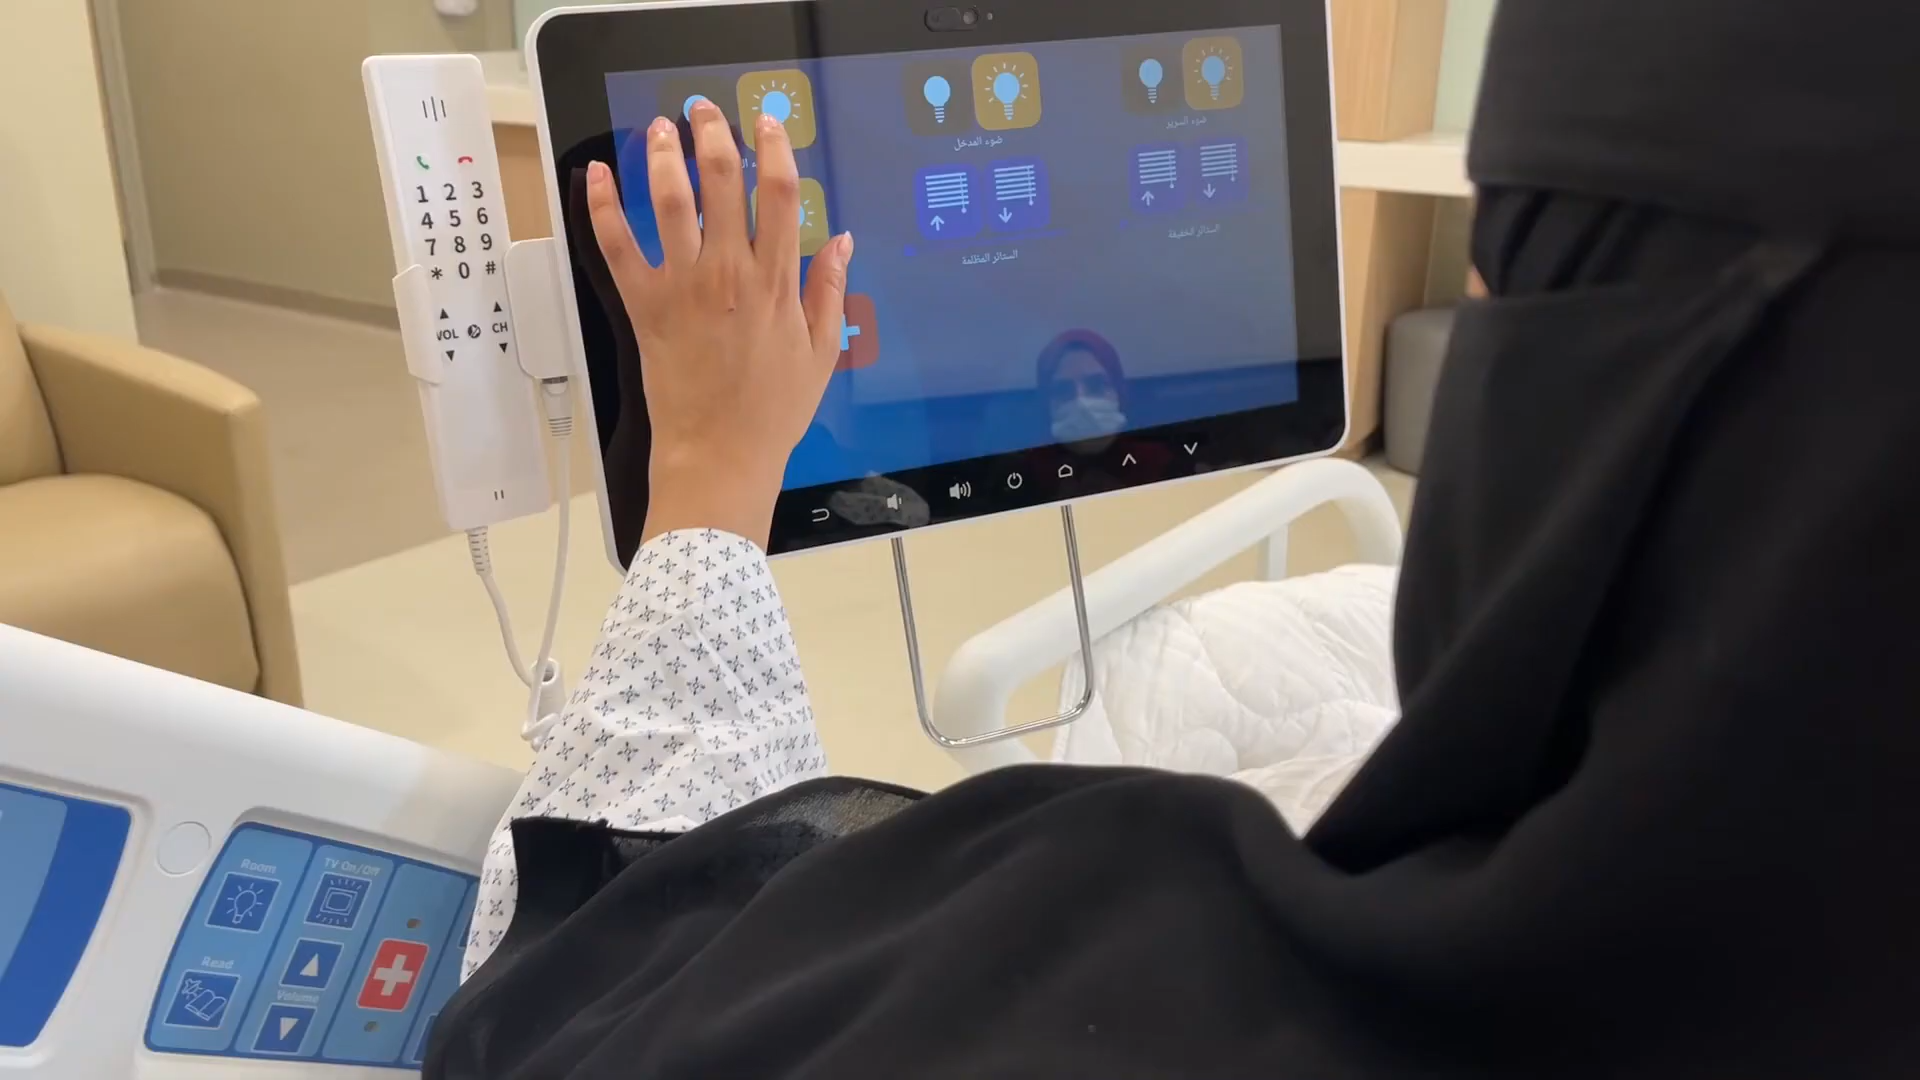 1 2 3
4 5 6
7 8 9
* 0 #
VOL CH
ضوء المدخل
ضوء السرير
الستائر المظلمة
الستائر الخفيفة
Room
TV On/Off
Read
Volume